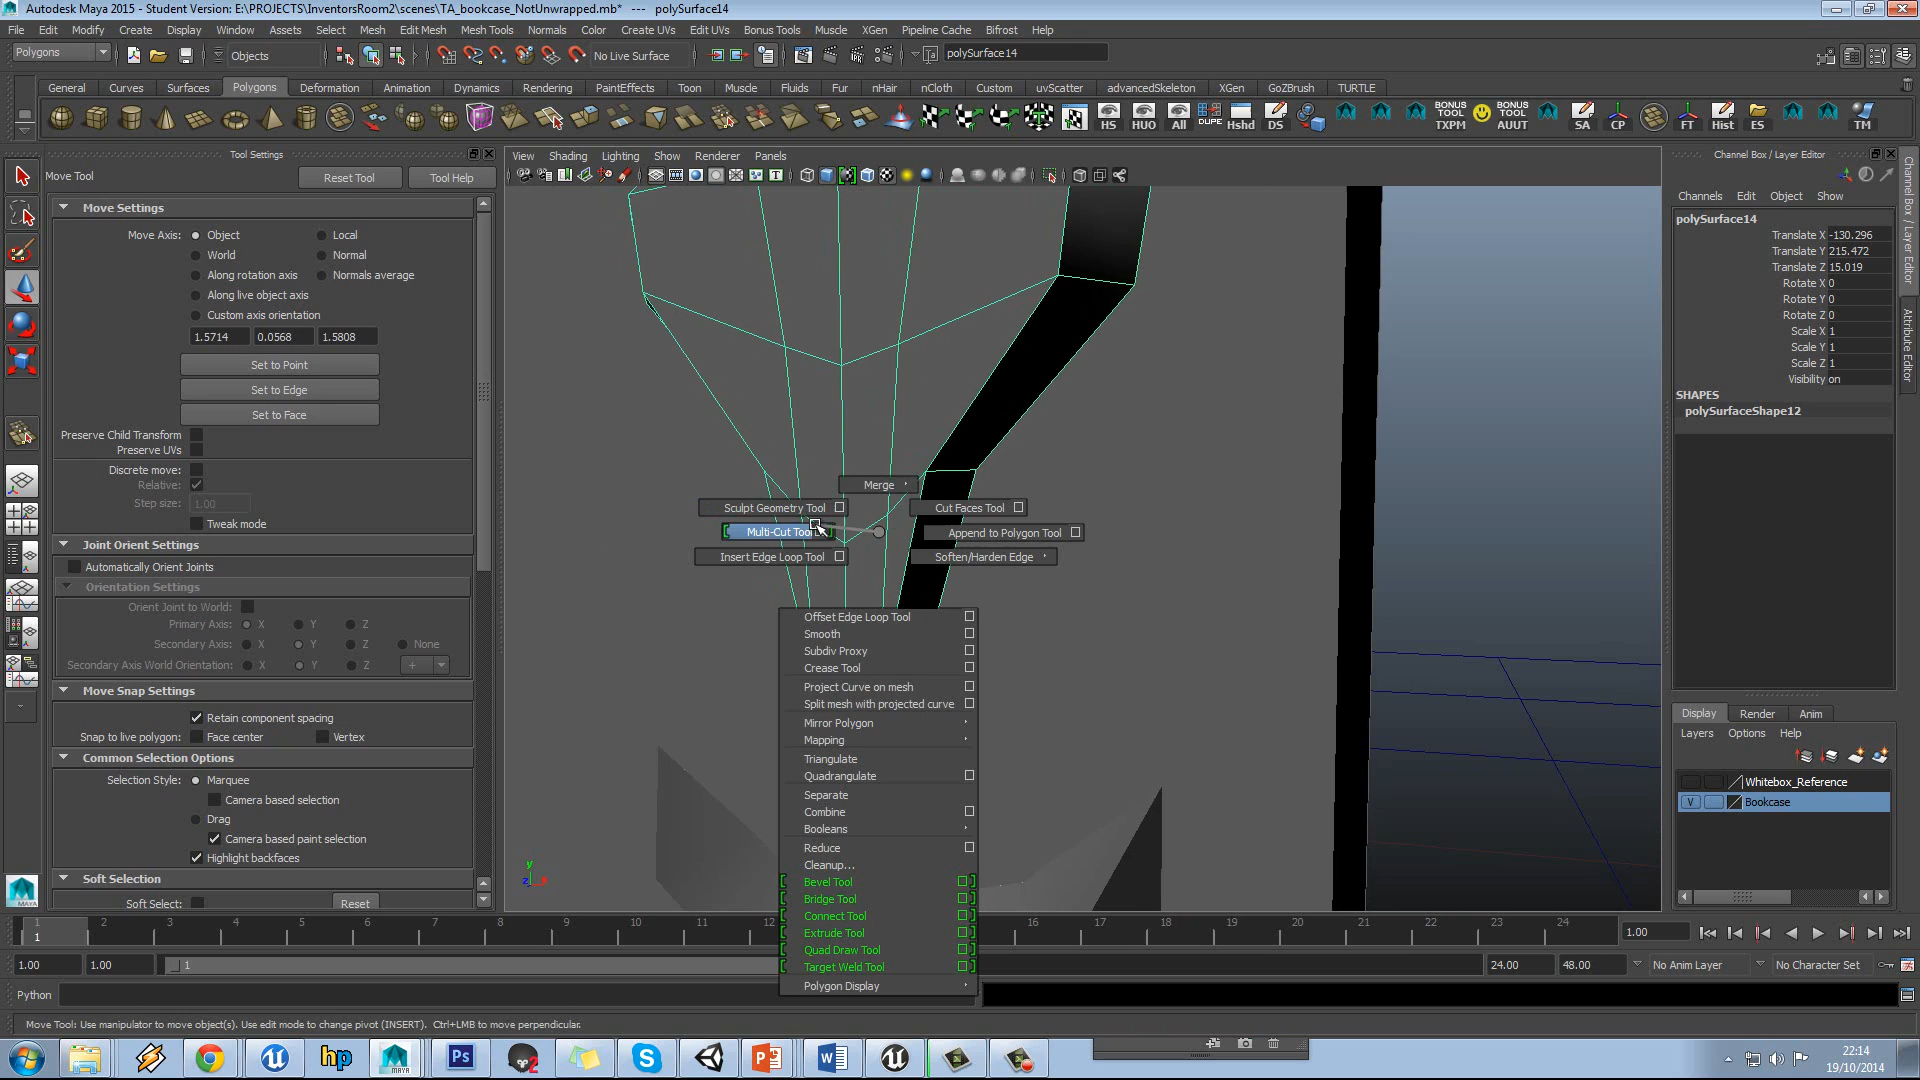 Autodesk Maya 2015 - Student Version: E:\PROJECTS\InventorsRoom2\scenes\TA_bookcase_NotUnwrapped.mb*  ---  polySurface14
File Edit Modify Create Display Window Assets Select Mesh Edit Mesh Mesh Tools Normals Color Create UVs Edit UVs Bonus Tools Muscle XGen Pipeline Cache Bifrost Help
Polygons Objects No Live Surface polySurface14
General Curves Surfaces Polygons Deformation Animation Dynamics Rendering PaintEffects Toon Muscle Fluids Fur nHair nCloth Custom uvScatter advancedSkeleton XGen GoZBrush TURTLE
HS HUO All DUPE Hshd DS BONUS TOOL TXPM BONUS TOOL AUUT SA CP FT Hist ES TM
Tool Settings
Move Tool Reset Tool Tool Help
Move Settings
Move Axis: Object Local
World Normal
Along rotation axis Normals average
Along live object axis
Custom axis orientation
1.5714 0.0568 1.5808
Set to Point
Set to Edge
Set to Face
Preserve Child Transform
Preserve UVs
Discrete move:
Relative:
Step size: 1.00
Tweak mode
Joint Orient Settings
Automatically Orient Joints
Orientation Settings
Orient Joint to World:
Primary Axis: X Y Z
Secondary Axis: X Y Z None
Secondary Axis World Orientation: X Y Z +
Move Snap Settings
Retain component spacing
Snap to live polygon: Face center Vertex
Common Selection Options
Selection Style: Marquee
Camera based selection
Drag
Camera based paint selection
Highlight backfaces
Soft Selection
Soft Select: Reset
View Shading Lighting Show Renderer Panels
Merge
Sculpt Geometry Tool Cut Faces Tool
Multi-Cut Tool Append to Polygon Tool
Insert Edge Loop Tool Soften/Harden Edge
Offset Edge Loop Tool
Smooth
Subdiv Proxy
Crease Tool
Project Curve on mesh
Split mesh with projected curve
Mirror Polygon
Mapping
Triangulate
Quadrangulate
Separate
Combine
Booleans
Reduce
Cleanup...
Bevel Tool
Bridge Tool
Connect Tool
Extrude Tool
Quad Draw Tool
Target Weld Tool
Polygon Display
y
z x
Channel Box / Layer Editor
Channels Edit Object Show
polySurface14
Translate X -130.296
Translate Y 215.472
Translate Z 15.019
Rotate X 0
Rotate Y 0
Rotate Z 0
Scale X 1
Scale Y 1
Scale Z 1
Visibility on
SHAPES
polySurfaceShape12
Channel Box / Layer Editor
Attribute Editor
Display Render Anim
Layers Options Help
Whitebox_Reference
V Bookcase
1 2 3 4 5 6 7 8 9 10 11 12 16 17 18 19 20 21 22 23 24
1 1.00
1.00 1.00 1 24.00 48.00 No Anim Layer No Character Set
Python
Move Tool: Use manipulator to move object(s). Use edit mode to change pivot (INSERT).  Ctrl+LMB to move perpendicular.
hp MAYA Ps 2 S P W
22:14
19/10/2014